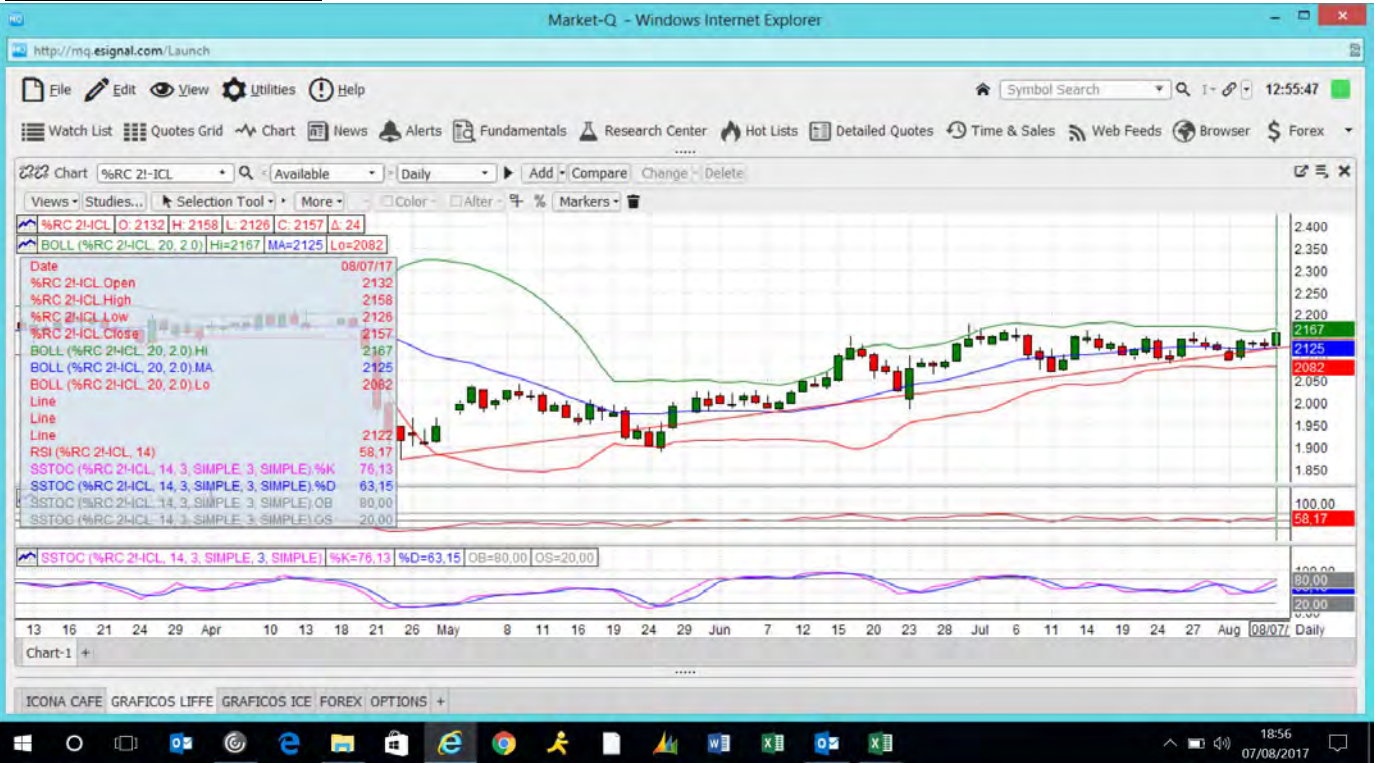 Market-Q - Windows Internet Explorer
http://mq.esignal.com/Launch
File Edit View Utilities Help Symbol Search 12:55:47
Watch List Quotes Grid Chart News Alerts Fundamentals Research Center Hot Lists Detailed Quotes Time & Sales Web Feeds Browser Forex
Chart %RC 2!-ICL Available Daily Add Compare Change Delete
Views Studies... Selection Tool More Color Alter % Markers
%RC 2!-ICL O: 2132 H: 2158 L: 2126 C: 2157 Δ: 24
BOLL (%RC 2!-ICL, 20, 2.0) Hi=2167 MA=2125 Lo=2082
Date 08/07/17
%RC 2!-ICL.Open 2132
%RC 2!-ICL.High 2158
%RC 2!-ICL.Low 2126
%RC 2!-ICL.Close 2157
BOLL (%RC 2!-ICL, 20, 2.0).Hi 2167
BOLL (%RC 2!-ICL, 20, 2.0).MA 2125
BOLL (%RC 2!-ICL, 20, 2.0).Lo 2082
Line
Line
Line 2122
RSI (%RC 2!-ICL, 14) 58,17
SSTOC (%RC 2!-ICL, 14, 3, SIMPLE, 3, SIMPLE).%K 76,13
SSTOC (%RC 2!-ICL, 14, 3, SIMPLE, 3, SIMPLE).%D 63,15
SSTOC (%RC 2!-ICL, 14, 3, SIMPLE, 3, SIMPLE).OB 80,00
SSTOC (%RC 2!-ICL, 14, 3, SIMPLE, 3, SIMPLE).OS 20,00
2.400
2.350
2.300
2.250
2.200
2167
2125
2082
2.050
2.000
1.950
1.900
1.850
100,00
58,17
SSTOC (%RC 2!-ICL, 14, 3, SIMPLE, 3, SIMPLE) %K=76,13 %D=63,15 OB=80,00 OS=20,00
100,00
80,00
20,00
13 16 21 24 29 Apr 10 13 18 21 26 May 8 11 16 19 24 29 Jun 7 12 15 20 23 28 Jul 6 11 14 19 24 27 Aug 08/07/ Daily
Chart-1 +
ICONA CAFE GRAFICOS LIFFE GRAFICOS ICE FOREX OPTIONS +
18:56
07/08/2017